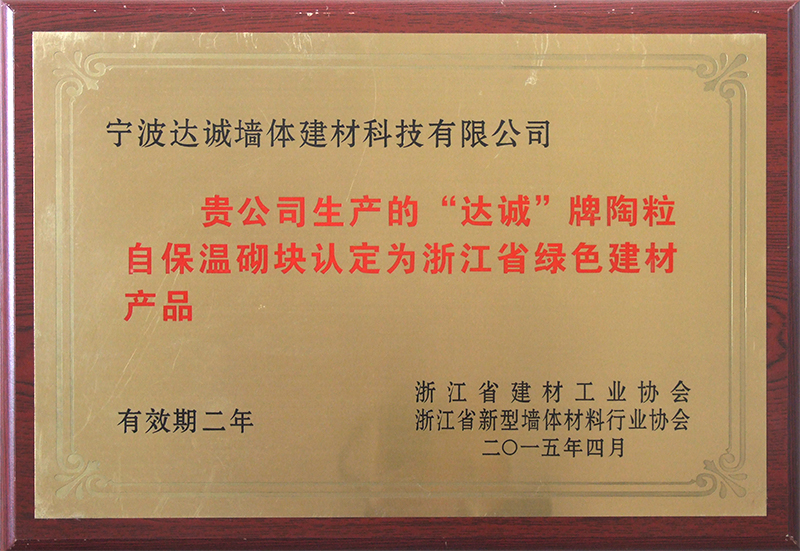 宁波达诚墙体建材科技有限公司
贵公司生产的“达诚”牌陶粒
自保温砌块认定为浙江省绿色建材
产品
浙江省建材工业协会
有效期二年
浙江省新型墙体材料行业协会
二〇一五年四月